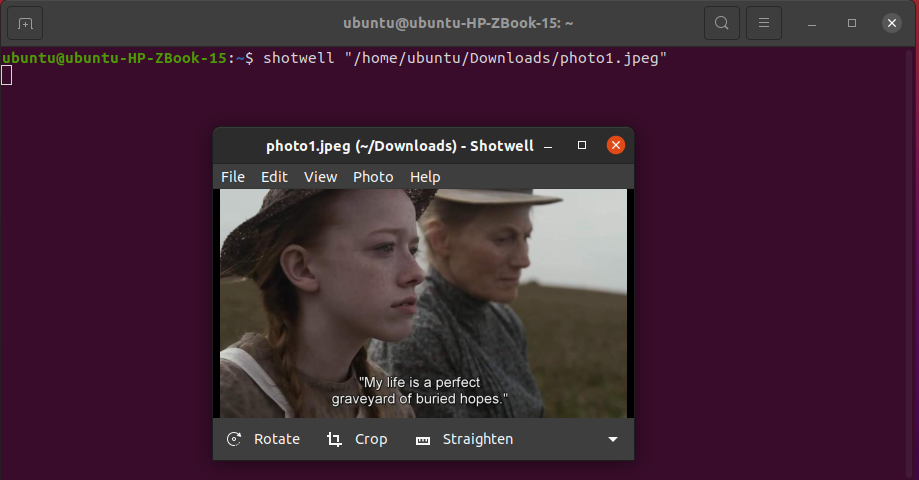 ubuntu@ubuntu-HP-ZBook-15: ~
ubuntu@ubuntu-HP-ZBook-15:~$ shotwell "/home/ubuntu/Downloads/photo1.jpeg"
photo1.jpeg (~/Downloads) - Shotwell
File Edit View Photo Help
"My life is a perfect
graveyard of buried hopes."
Rotate Crop Straighten